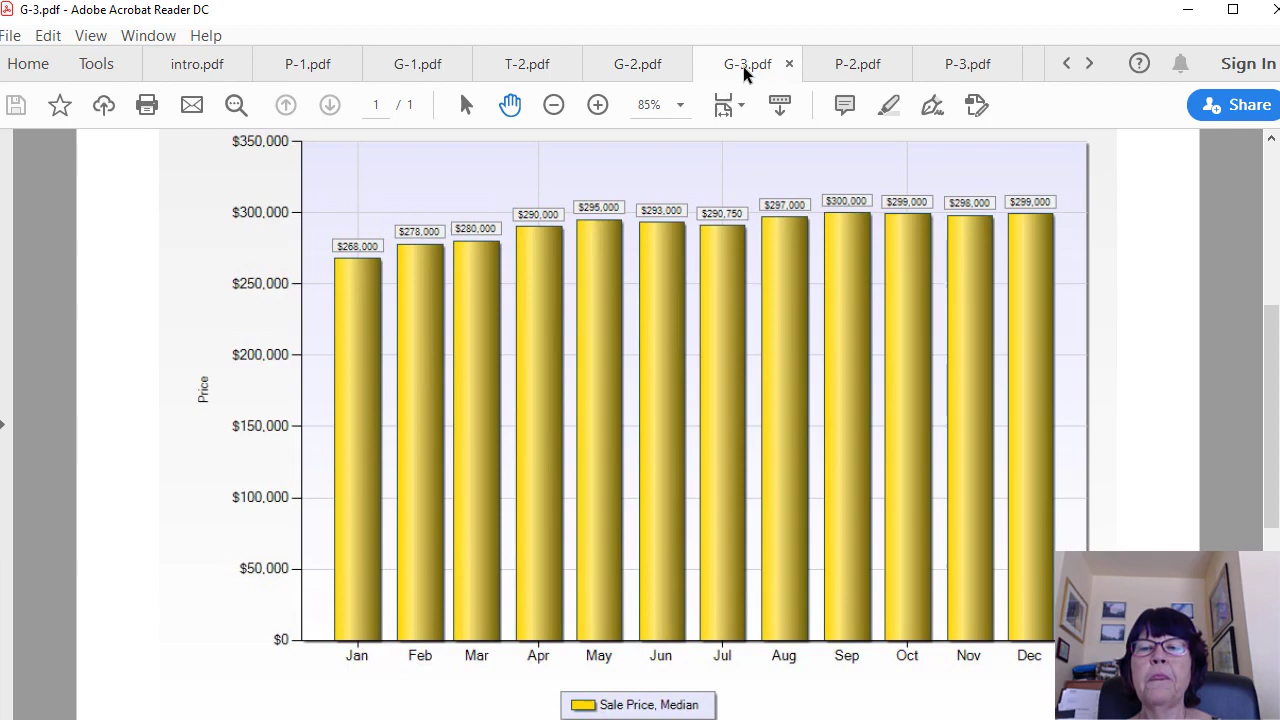 G-3.pdf - Adobe Acrobat Reader DC
File Edit View Window Help
Home Tools intro.pdf P-1.pdf G-1.pdf T-2.pdf G-2.pdf G-3.pdf × P-2.pdf P-3.pdf Sign In
1 / 1 85% Share
$350,000
$300,000
$250,000
$200,000
$150,000
$100,000
$50,000
$0
Price
$268,000 $278,000 $280,000 $290,000 $295,000 $293,000 $290,750 $297,000 $300,000 $299,000 $298,000 $299,000
Jan Feb Mar Apr May Jun Jul Aug Sep Oct Nov Dec
Sale Price, Median